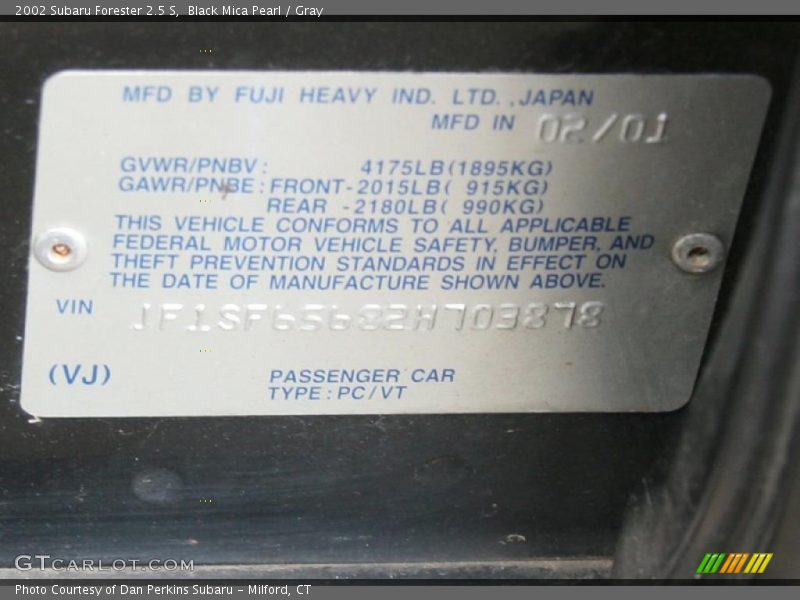 2002 Subaru Forester 2.5 S, Black Mica Pearl / Gray
MFD BY FUJI HEAVY IND. LTD., JAPAN
MFD IN 02/01
GVWR/PNBV: 4175LB(1895KG)
GAWR/PNBE: FRONT-2015LB( 915KG)
REAR -2180LB( 990KG)
THIS VEHICLE CONFORMS TO ALL APPLICABLE
FEDERAL MOTOR VEHICLE SAFETY, BUMPER, AND
THEFT PREVENTION STANDARDS IN EFFECT ON
THE DATE OF MANUFACTURE SHOWN ABOVE.
VIN JF1SF65682H703878
(VJ) PASSENGER CAR
TYPE: PC/VT
GTCARLOT.COM
Photo Courtesy of Dan Perkins Subaru - Milford, CT